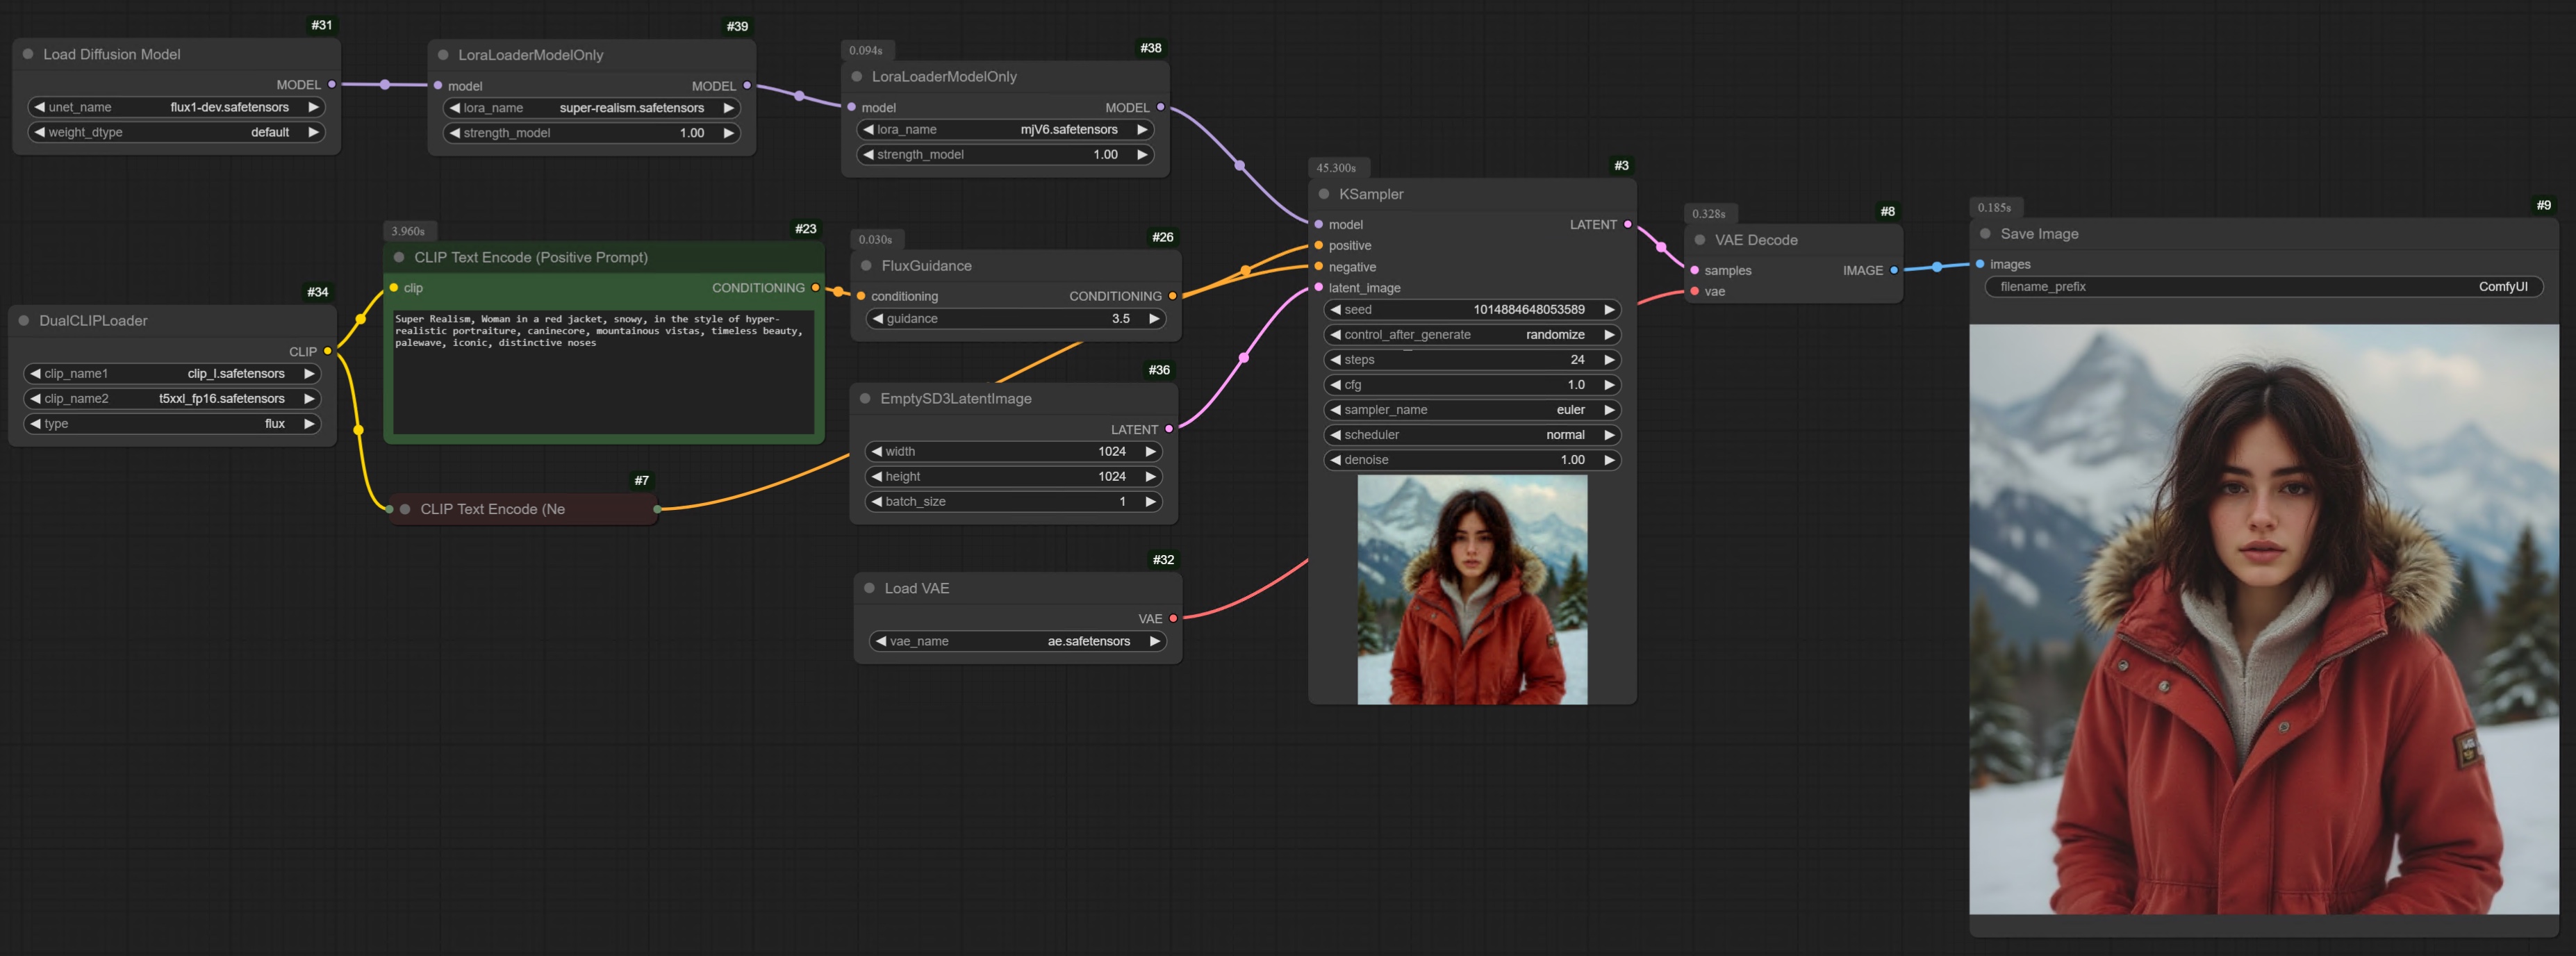 #31
Load Diffusion Model
MODEL
unet_name flux1-dev.safetensors
weight_dtype default
#39
LoraLoaderModelOnly
model MODEL
lora_name super-realism.safetensors
strength_model 1.00
0.094s #38
LoraLoaderModelOnly
model MODEL
lora_name mjV6.safetensors
strength_model 1.00
#34
DualCLIPLoader
CLIP
clip_name1 clip_l.safetensors
clip_name2 t5xxl_fp16.safetensors
type flux
3.960s #23
CLIP Text Encode (Positive Prompt)
clip CONDITIONING
Super Realism, Woman in a red jacket, snowy, in the style of hyper-
realistic portraiture, caninecore, mountainous vistas, timeless beauty,
palewave, iconic, distinctive noses
#7
CLIP Text Encode (Ne
0.030s #26
FluxGuidance
conditioning CONDITIONING
guidance 3.5
#36
EmptySD3LatentImage
LATENT
width 1024
height 1024
batch_size 1
#32
Load VAE
VAE
vae_name ae.safetensors
45.300s #3
KSampler
model LATENT
positive
negative
latent_image
seed 1014884648053589
control_after_generate randomize
steps 24
cfg 1.0
sampler_name euler
scheduler normal
denoise 1.00
0.328s #8
VAE Decode
samples IMAGE
vae
0.185s #9
Save Image
images
filename_prefix ComfyUI